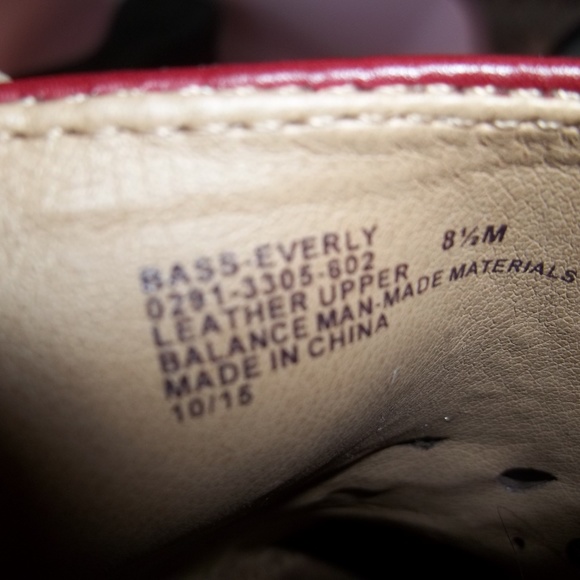 BASS-EVERLY 8½M
0291-3305-602
LEATHER UPPER
BALANCE MAN-MADE MATERIALS
MADE IN CHINA
10/15